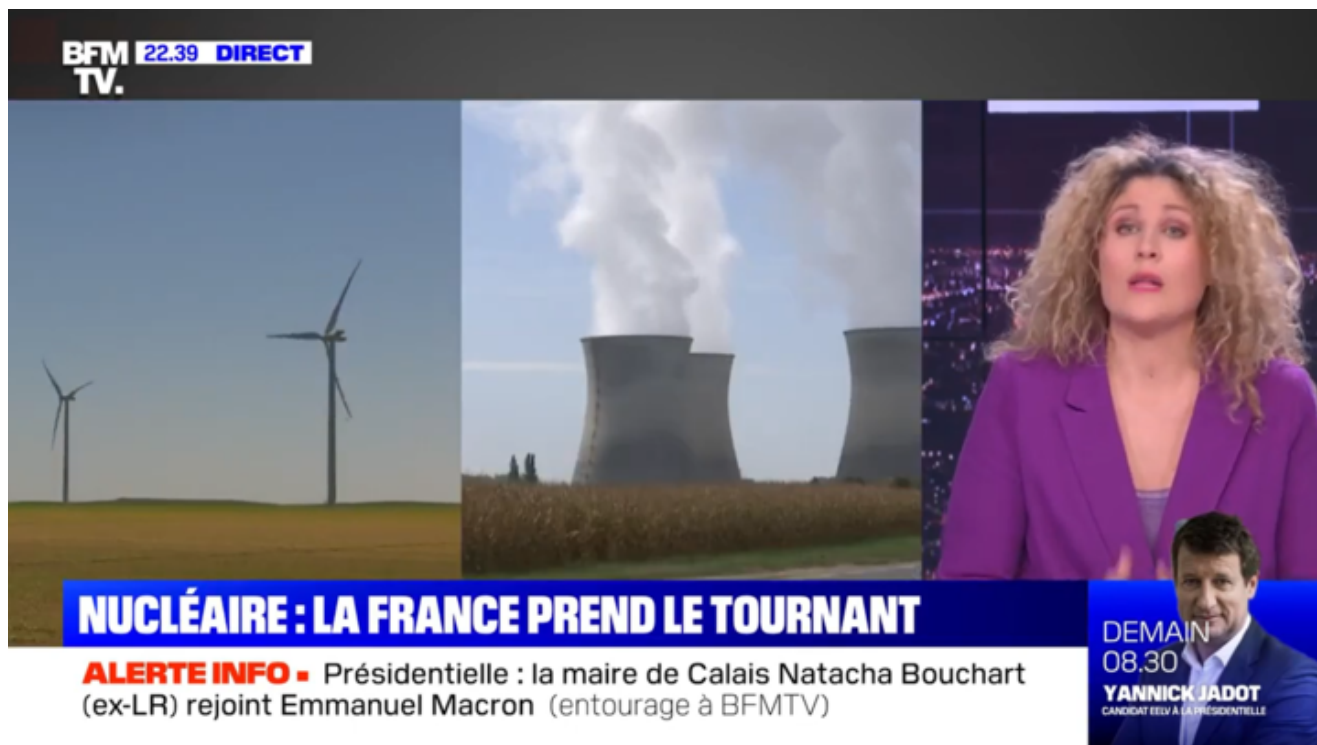 BFM
TV.
22.39 DIRECT
NUCLÉAIRE : LA FRANCE PREND LE TOURNANT
ALERTE INFO ▪ Présidentielle : la maire de Calais Natacha Bouchart
(ex-LR) rejoint Emmanuel Macron (entourage à BFMTV)
DEMAIN
08.30
YANNICK JADOT
CANDIDAT EELV À LA PRÉSIDENTIELLE